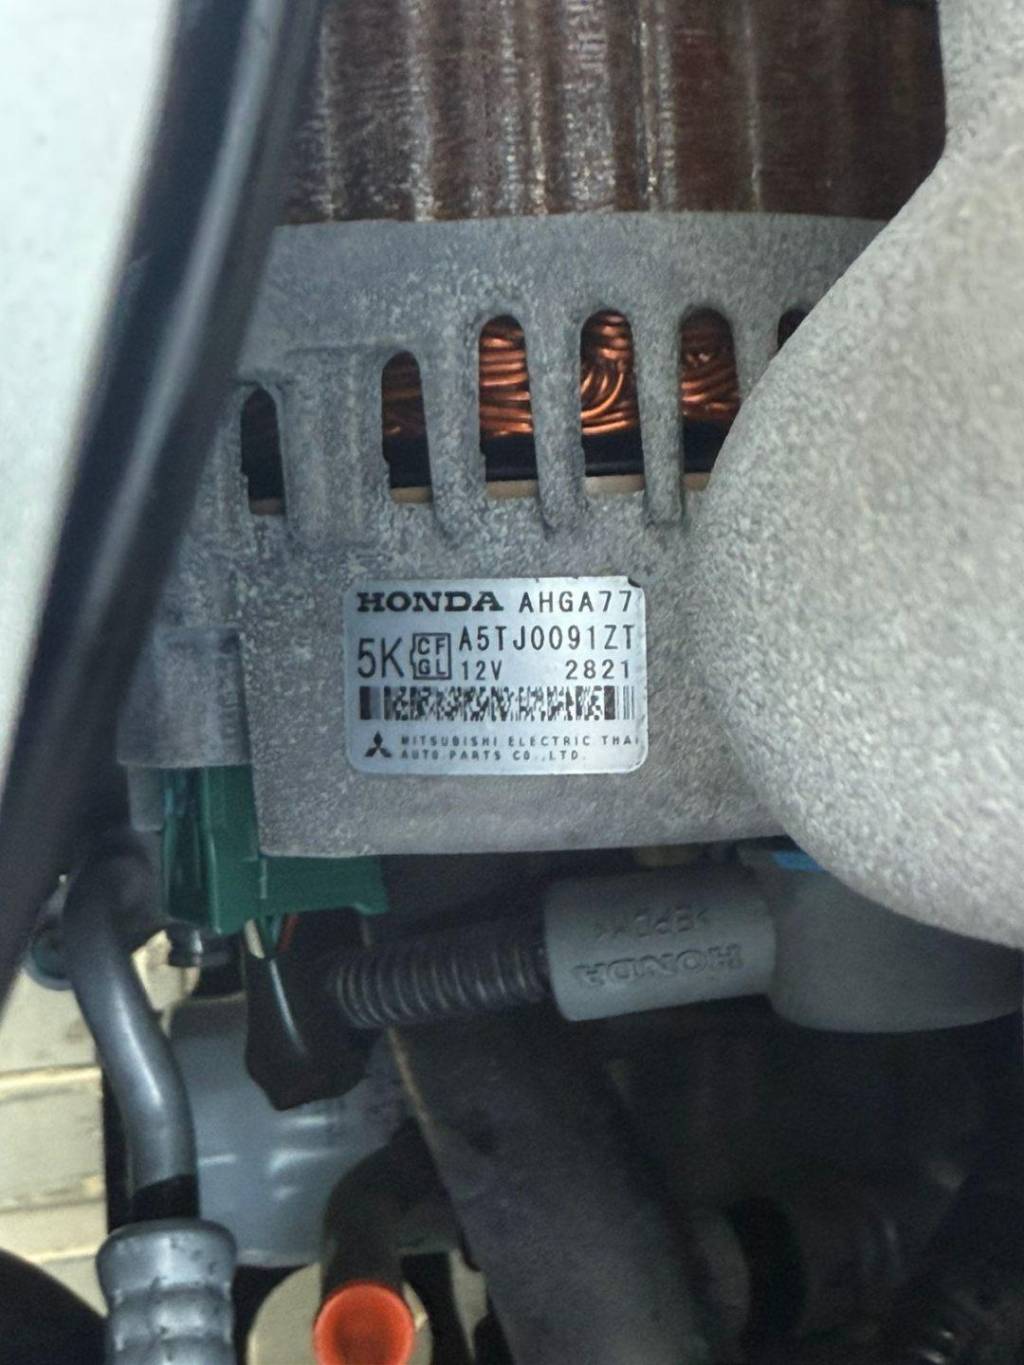 HONDA AHGA77
5K CF GL A5TJ0091ZT
12V 2821
MITSUBISHI ELECTRIC THAI
AUTO PARTS CO.,LTD.
HONDA